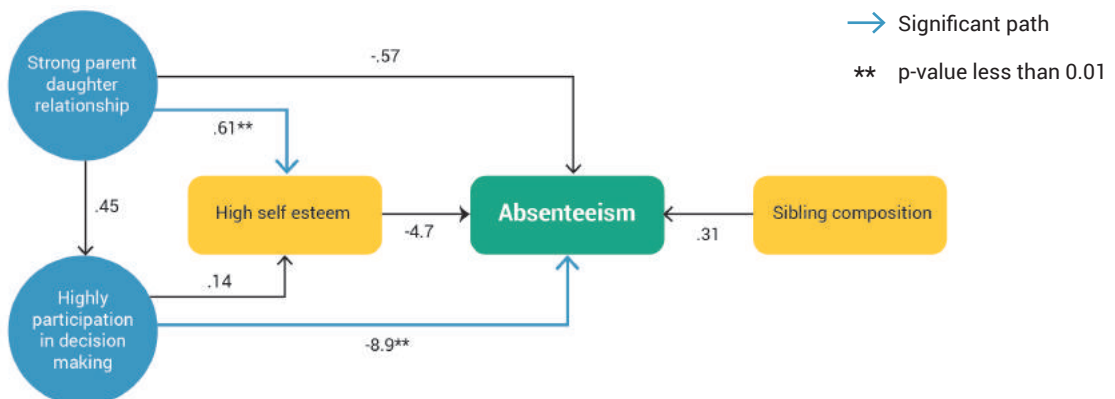 Strong parent
daughter
relationship
-.57
.61**
.45
High self esteem
-4.7
Absenteeism
.31
Sibling composition
.14
Highly
participation
in decision
making
-8.9**
Significant path
** p-value less than 0.01